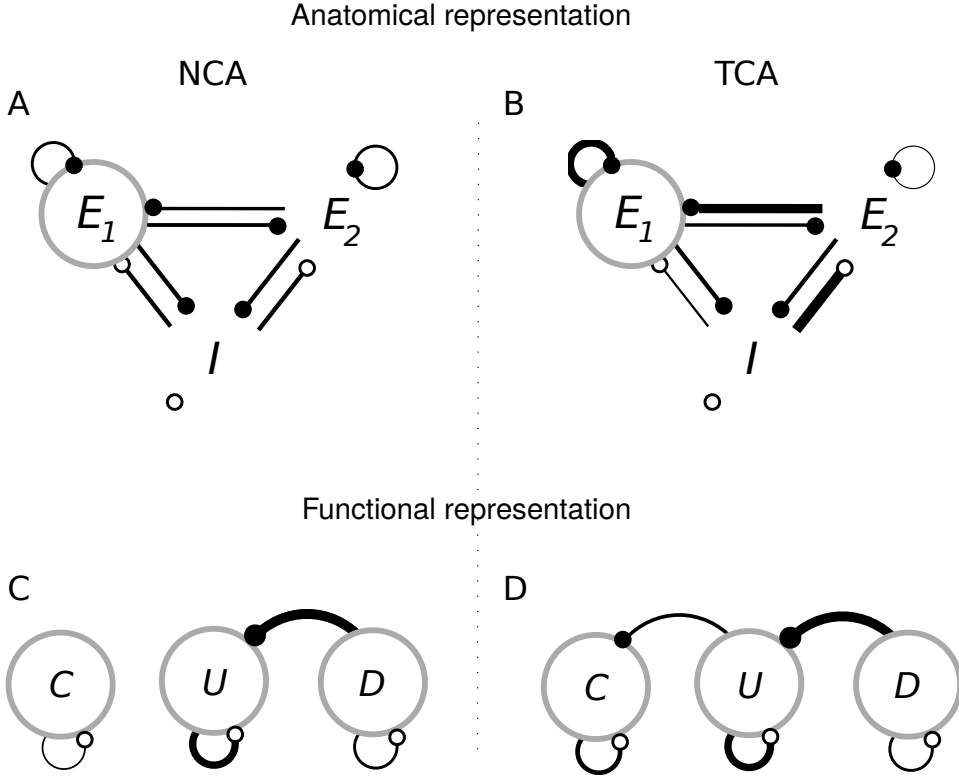 Anatomical representation
NCA
TCA
A
B
E1
E2
E1
E2
I
I
Functional representation
C
D
C
U
D
C
U
D